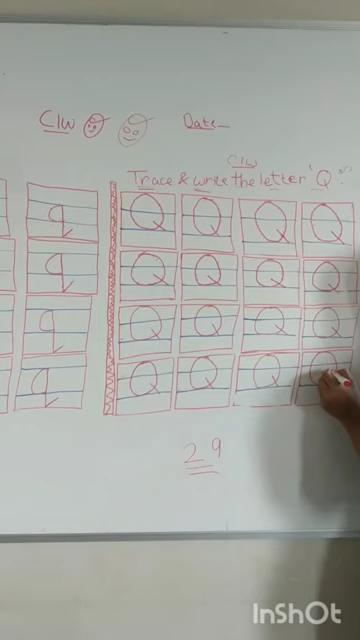 C/W Date
C/W
Trace & write the letter 'Q'.
q Q Q Q Q
q Q Q Q Q
q Q Q Q Q
q Q Q Q Q
29
InShOt